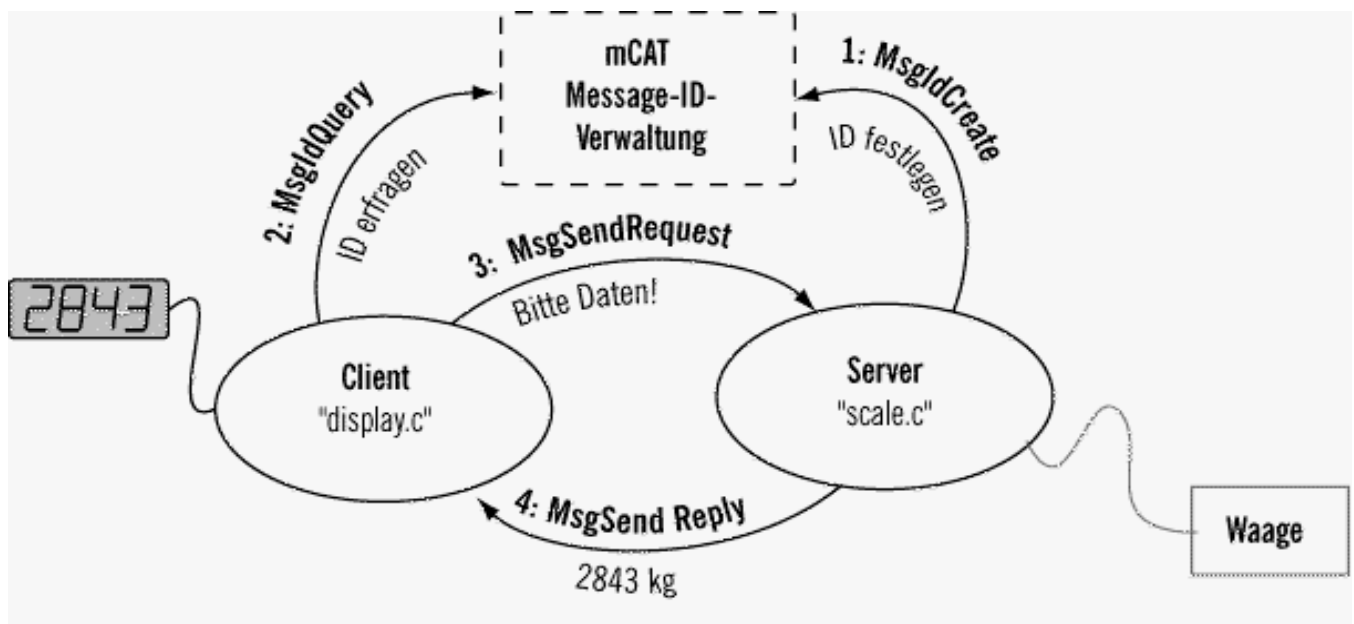 mCAT
Message-ID-
Verwaltung
1: MsgIdCreate
ID festlegen
2: MsgIdQuery
ID erfragen
3: MsgSendRequest
Bitte Daten!
2843
Client
"display.c"
Server
"scale.c"
4: MsgSend Reply
2843 kg
Waage